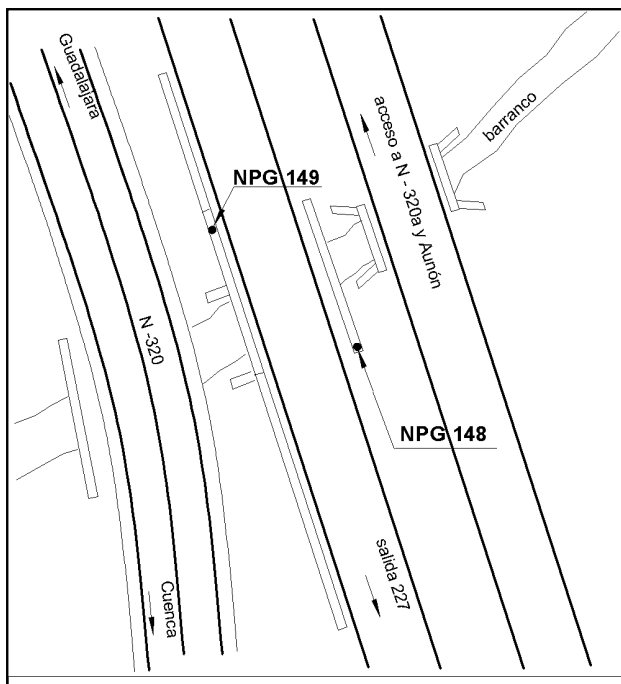 Guadalajara
acceso a N - 320a y Aunón
barranco
NPG 149
N -320
NPG 148
salida 227
Cuenca